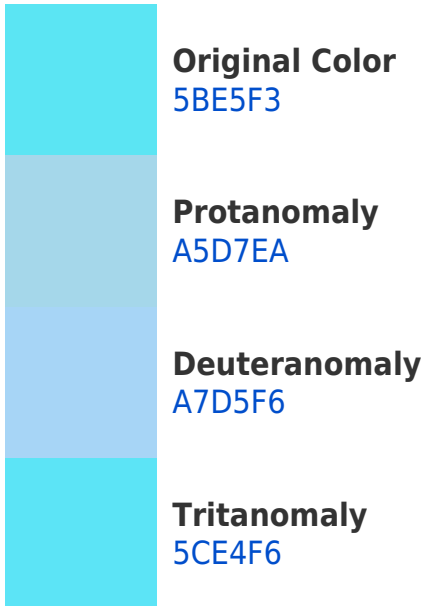 Original Color
5BE5F3
Protanomaly
A5D7EA
Deuteranomaly
A7D5F6
Tritanomaly
5CE4F6